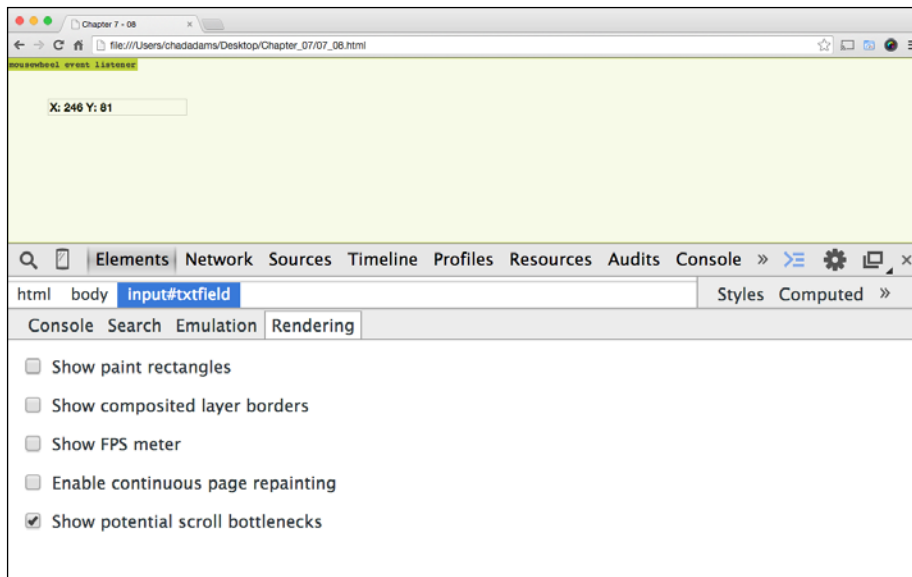 Chapter 7 - 08
file:///Users/chadadams/Desktop/Chapter_07/07_08.html
mousewheel event listener
X: 246 Y: 81
Elements Network Sources Timeline Profiles Resources Audits Console »
html body input#txtfield Styles Computed »
Console Search Emulation Rendering
Show paint rectangles
Show composited layer borders
Show FPS meter
Enable continuous page repainting
Show potential scroll bottlenecks